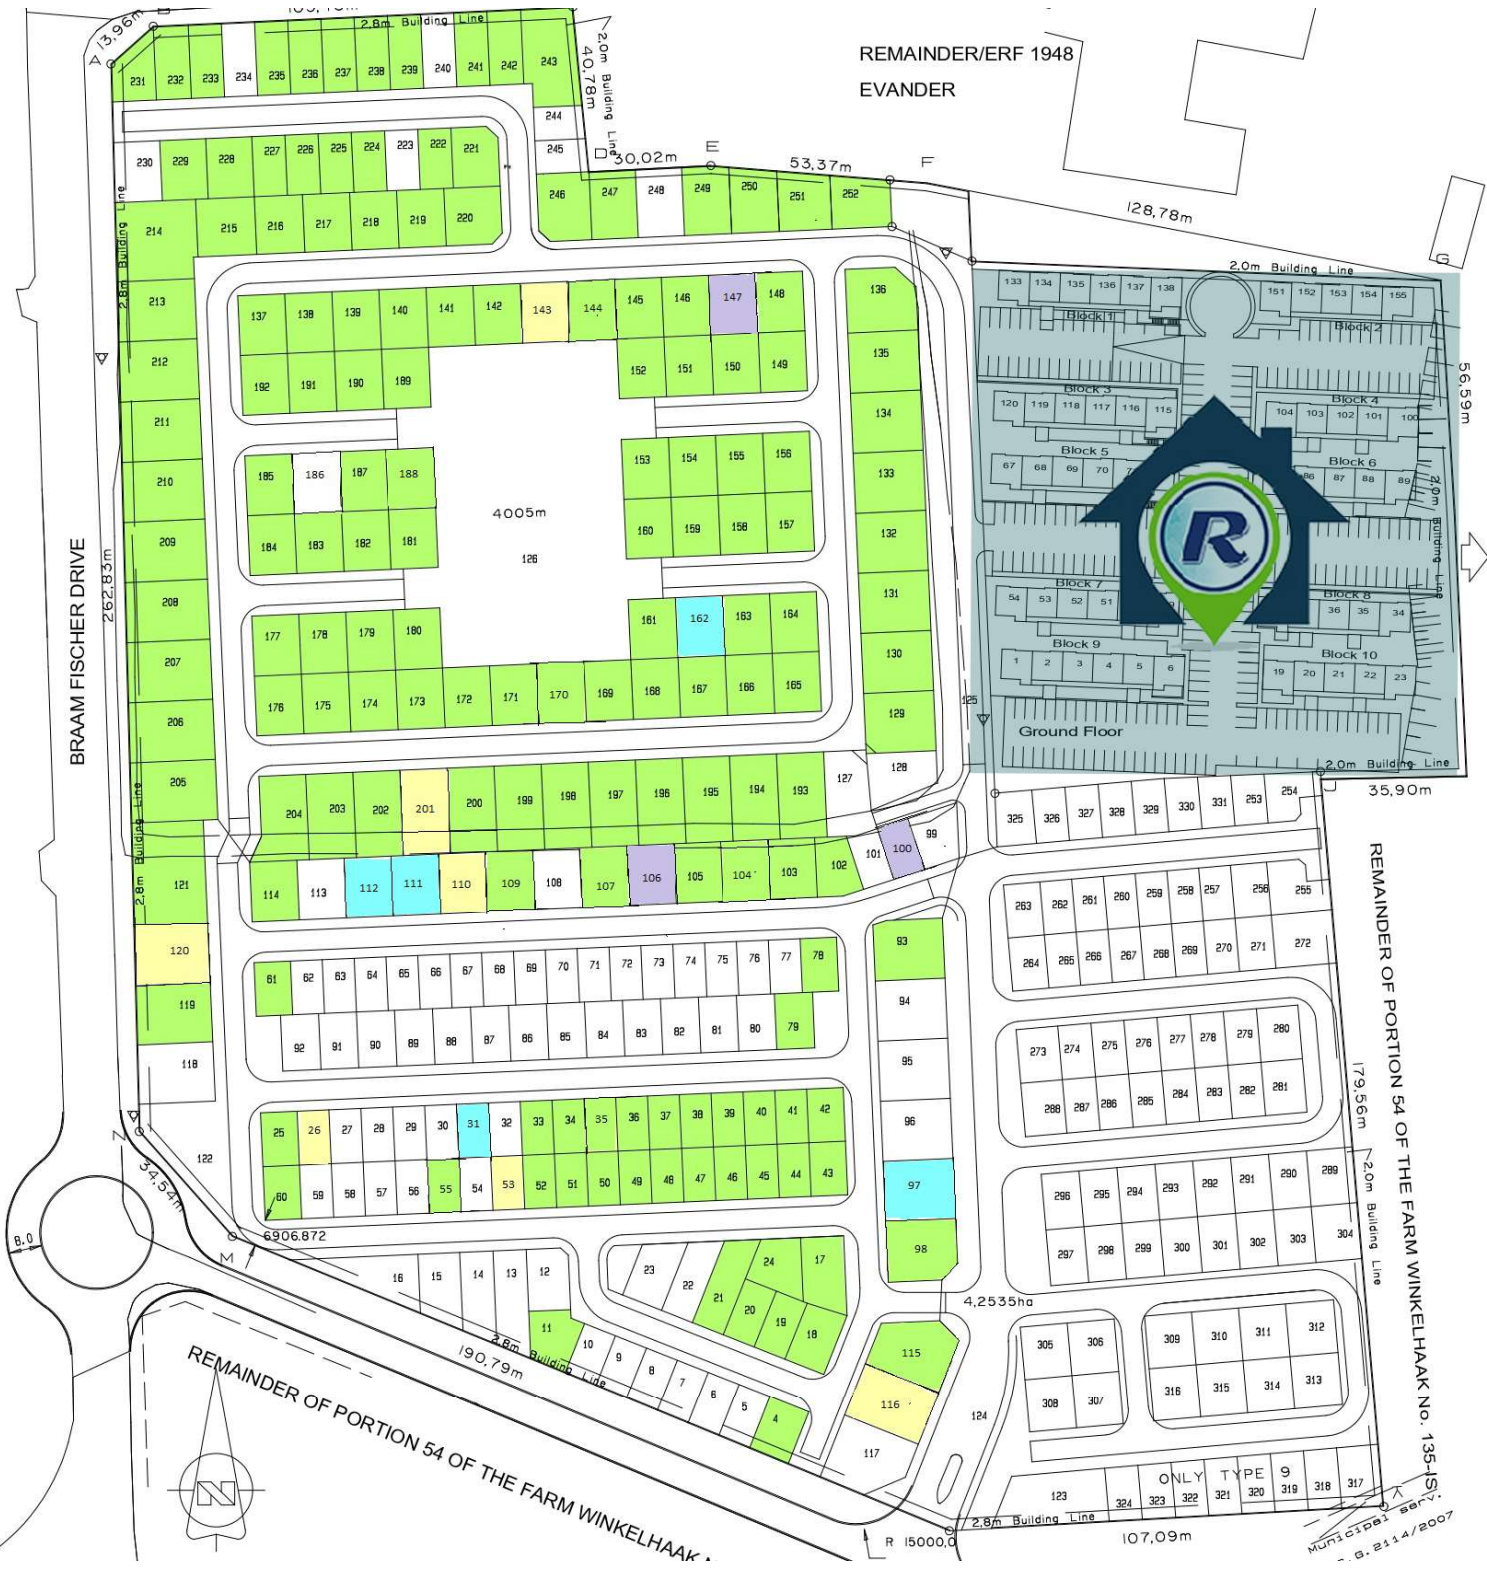 13,96m
B
2.8m Building Line
2,0m Building Line
40,78m
REMAINDER/ERF 1948
EVANDER
A
231 232 233 234 235 236 237 238 239 240 241 242 243
244
245
D
30,02m
E
53,37m
F
128,78m
G
230 229 228 227 226 225 224 223 222 221
214 215 216 217 218 219 220
246 247 248 249 250 251 252
2.8m Building Line
2.0m Building Line
213
212
211
210
209
208
207
206
205
121
120
119
118
122
137 138 139 140 141 142 143 144 145 146 147 148
192 191 190 189
152 151 150 149
185 186 187 188
184 183 182 181
153 154 155 156
160 159 158 157
4005m
126
177 178 179 180
161 162 163 164
176 175 174 173 172 171 170 169 168 167 166 165
136
135
134
133
132
131
130
129
128
127
125
133 134 135 136 137 138
151 152 153 154 155
Block 1
Block 2
Block 3
Block 4
120 119 118 117 116 115
104 103 102 101 100
Block 5
Block 6
67 68 69 70
86 87 88 89
R
Block 7
Block 8
54 53 52 51
36 35 34
Block 9
Block 10
1 2 3 4 5 6
19 20 21 22 23
Ground Floor
56,59m
2,0m Building Line
2.0m Building Line
35,90m
BRAAM FISCHER DRIVE
262,83m
2.8m Building Line
204 203 202 201 200 199 198 197 196 195 194 193
114 113 112 111 110 109 108 107 106 105 104 103 102 101 100 99
325 326 327 328 329 330 331 253 254
263 262 261 260 259 258 257 256 255
264 265 266 267 268 269 270 271 272
61 62 63 64 65 66 67 68 69 70 71 72 73 74 75 76 77 78
92 91 90 89 88 87 86 85 84 83 82 81 80 79
93
94
95
96
97
98
273 274 275 276 277 278 279 280
288 287 286 285 284 283 282 281
25 26 27 28 29 30 31 32 33 34 35 36 37 38 39 40 41 42
60 59 58 57 56 55 54 53 52 51 50 49 48 47 46 45 44 43
296 295 294 293 292 291 290 289
297 298 299 300 301 302 303 304
REMAINDER OF PORTION 54 OF THE FARM WINKELHAAK No. 135-IS
179,56m
2.0m Building Line
N
34,54m
8.0
M
6906.872
16 15 14 13 12
11 10 9 8 7 6 5 4
23 22 21 24 17
20 19 18
4,2535ha
2.8m Building Line
190,79m
115
116
117
124
305 306
308 307
309 310 311 312
316 315 314 313
REMAINDER OF PORTION 54 OF THE FARM WINKELHAAK
N
ONLY TYPE 9
123 324 323 322 321 320 319 318 317
2.8m Building Line
107,09m
R 15000,0
K
Municipal serv.
G. 2114/2007